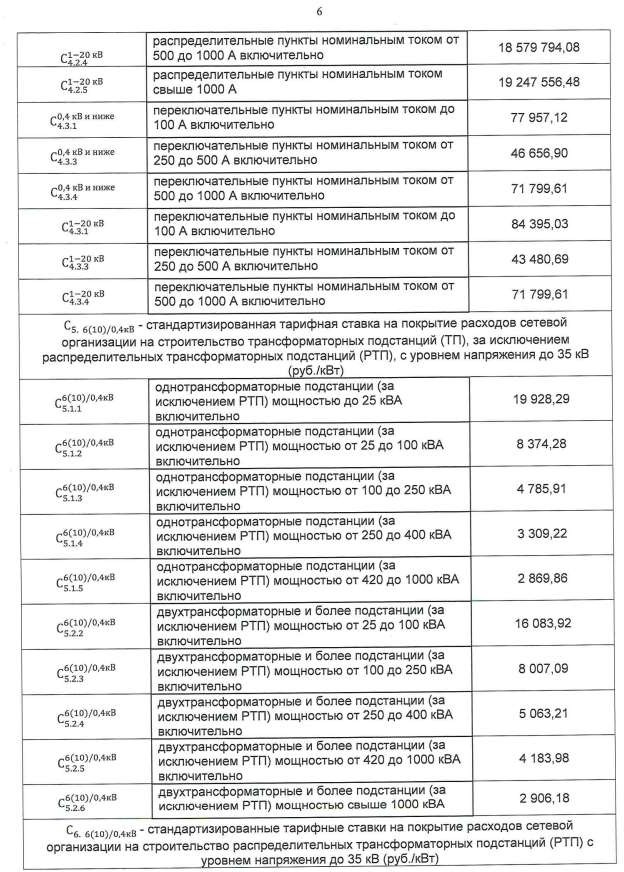 6
C 1–20 кВ 4.2.4 распределительные пункты номинальным током от 18 579 794,08
500 до 1000 А включительно
C 1–20 кВ 4.2.5 распределительные пункты номинальным током 19 247 556,48
свыше 1000 А
C 0,4 кВ и ниже 4.3.1 переключательные пункты номинальным током до 77 957,12
100 А включительно
C 0,4 кВ и ниже 4.3.3 переключательные пункты номинальным током от 46 656,90
250 до 500 А включительно
C 0,4 кВ и ниже 4.3.4 переключательные пункты номинальным током от 71 799,61
500 до 1000 А включительно
C 1–20 кВ 4.3.1 переключательные пункты номинальным током до 84 395,03
100 А включительно
C 1–20 кВ 4.3.3 переключательные пункты номинальным током от 43 480,69
250 до 500 А включительно
C 1–20 кВ 4.3.4 переключательные пункты номинальным током от 71 799,61
500 до 1000 А включительно
C5. 6(10)/0,4кВ - стандартизированная тарифная ставка на покрытие расходов сетевой
организации на строительство трансформаторных подстанций (ТП), за исключением
распределительных трансформаторных подстанций (РТП), с уровнем напряжения до 35 кВ
(руб./кВт)
C 6(10)/0,4кВ 5.1.1 однотрансформаторные подстанции (за 19 928,29
исключением РТП) мощностью до 25 кВА
включительно
C 6(10)/0,4кВ 5.1.2 однотрансформаторные подстанции (за 8 374,28
исключением РТП) мощностью от 25 до 100 кВА
включительно
C 6(10)/0,4кВ 5.1.3 однотрансформаторные подстанции (за 4 785,91
исключением РТП) мощностью от 100 до 250 кВА
включительно
C 6(10)/0,4кВ 5.1.4 однотрансформаторные подстанции (за 3 309,22
исключением РТП) мощностью от 250 до 400 кВА
включительно
C 6(10)/0,4кВ 5.1.5 однотрансформаторные подстанции (за 2 869,86
исключением РТП) мощностью от 420 до 1000 кВА
включительно
C 6(10)/0,4кВ 5.2.2 двухтрансформаторные и более подстанции (за 16 083,92
исключением РТП) мощностью от 25 до 100 кВА
включительно
C 6(10)/0,4кВ 5.2.3 двухтрансформаторные и более подстанции (за 8 007,09
исключением РТП) мощностью от 100 до 250 кВА
включительно
C 6(10)/0,4кВ 5.2.4 двухтрансформаторные и более подстанции (за 5 063,21
исключением РТП) мощностью от 250 до 400 кВА
включительно
C 6(10)/0,4кВ 5.2.5 двухтрансформаторные и более подстанции (за 4 183,98
исключением РТП) мощностью от 420 до 1000 кВА
включительно
C 6(10)/0,4кВ 5.2.6 двухтрансформаторные и более подстанции (за 2 906,18
исключением РТП) мощностью свыше 1000 кВА
C6. 6(10)/0,4кВ - стандартизированные тарифные ставки на покрытие расходов сетевой
организации на строительство распределительных трансформаторных подстанций (РТП) с
уровнем напряжения до 35 кВ (руб./кВт)